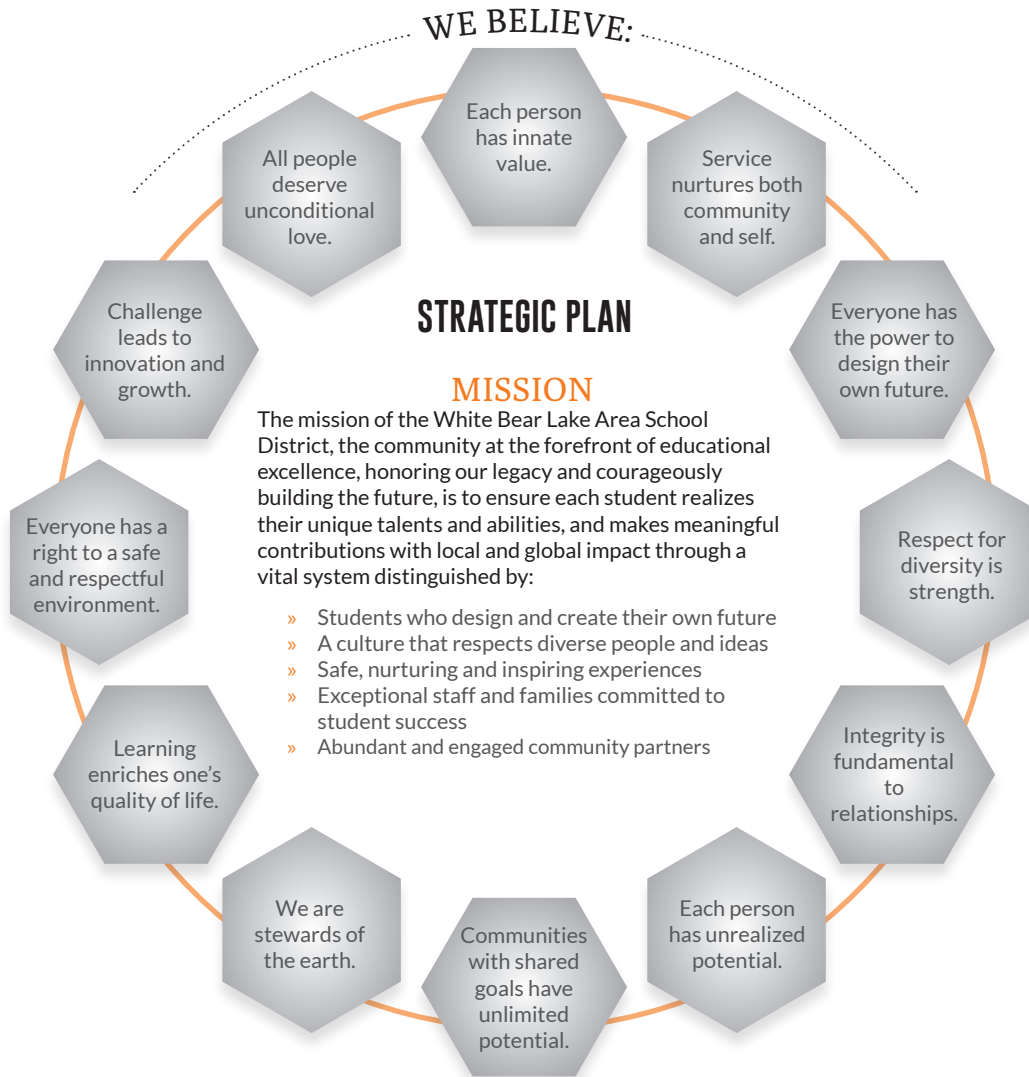 WE BELIEVE:
Each person
has innate
value.
Service
nurtures both
community
and self.
Everyone has
the power to
design their
own future.
Respect for
diversity is
strength.
Integrity is
fundamental
to
relationships.
Each person
has unrealized
potential.
Communities
with shared
goals have
unlimited
potential.
We are
stewards of
the earth.
Learning
enriches one’s
quality of life.
Everyone has a
right to a safe
and respectful
environment.
Challenge
leads to
innovation and
growth.
All people
deserve
unconditional
love.
STRATEGIC PLAN
MISSION
The mission of the White Bear Lake Area School
District, the community at the forefront of educational
excellence, honoring our legacy and courageously
building the future, is to ensure each student realizes
their unique talents and abilities, and makes meaningful
contributions with local and global impact through a
vital system distinguished by:
» Students who design and create their own future
» A culture that respects diverse people and ideas
» Safe, nurturing and inspiring experiences
» Exceptional staff and families committed to
student success
» Abundant and engaged community partners